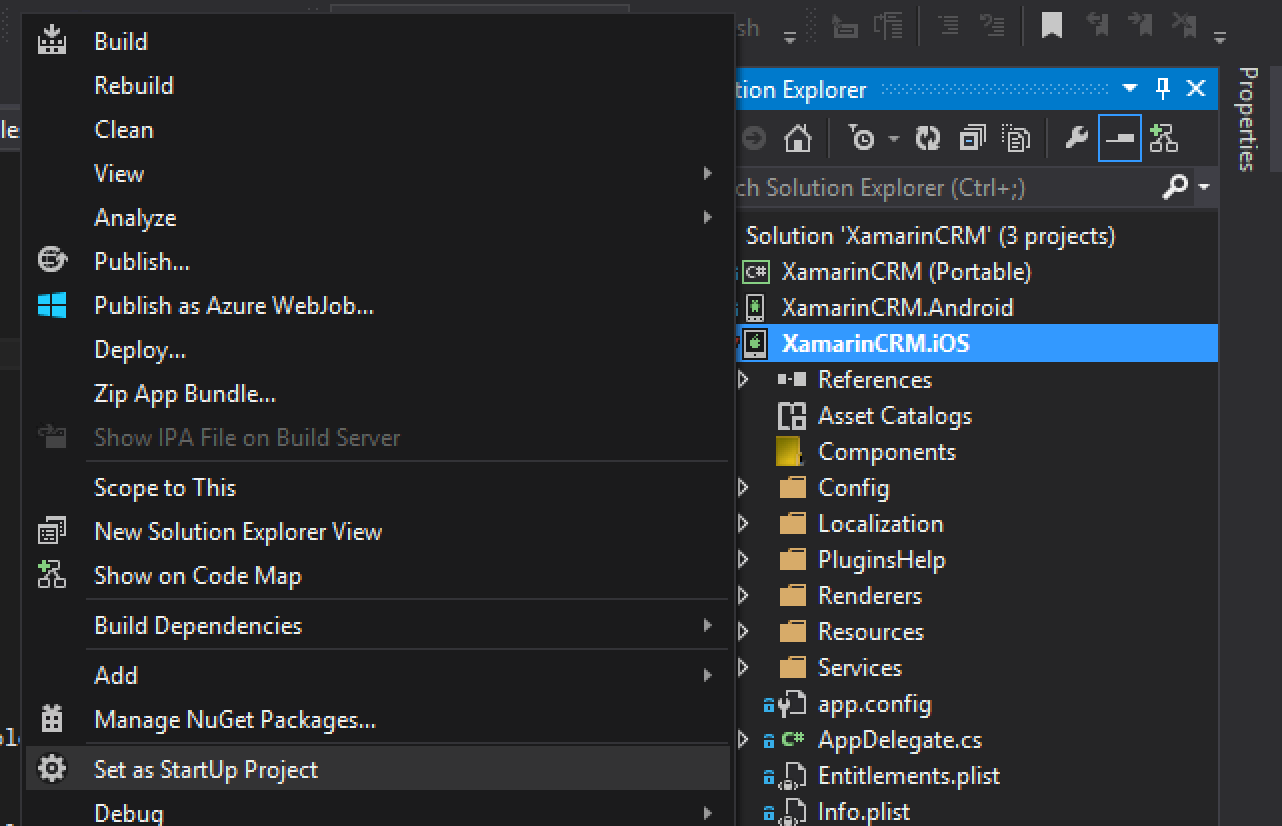 Build
Rebuild
Clean
View
Analyze
Publish...
Publish as Azure WebJob...
Deploy...
Zip App Bundle...
Show IPA File on Build Server
Scope to This
New Solution Explorer View
Show on Code Map
Build Dependencies
Add
Manage NuGet Packages...
Set as StartUp Project
Debug
tion Explorer
ch Solution Explorer (Ctrl+;)
Solution 'XamarinCRM' (3 projects)
C# XamarinCRM (Portable)
XamarinCRM.Android
XamarinCRM.iOS
References
Asset Catalogs
Components
Config
Localization
PluginsHelp
Renderers
Resources
Services
app.config
C# AppDelegate.cs
Entitlements.plist
Info.plist
Properties